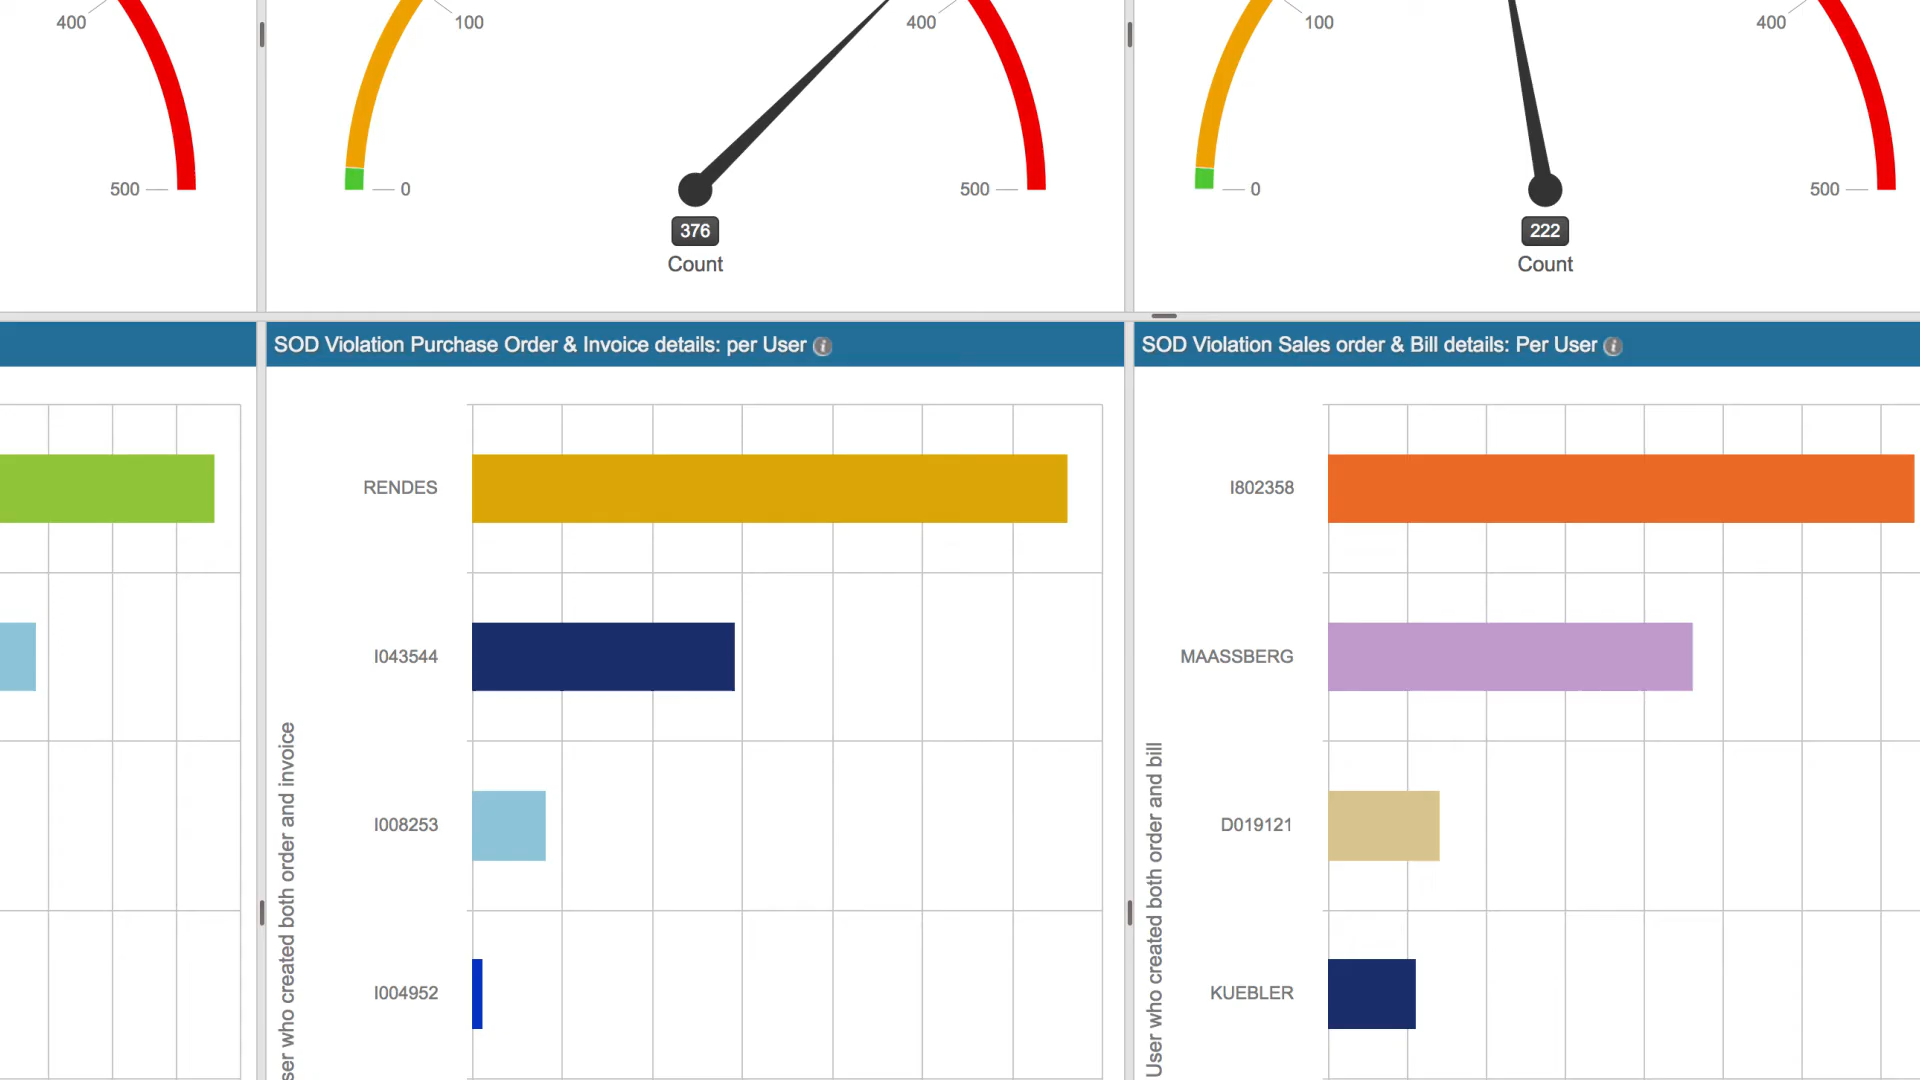 400
100
400
100
400
500
0
500
0
500
376
222
Count
Count
SOD Violation Purchase Order & Invoice details: per User
SOD Violation Sales order & Bill details: Per User
RENDES
I802358
I043544
MAASSBERG
I008253
D019121
I004952
KUEBLER
ser who created both order and invoice
User who created both order and bill